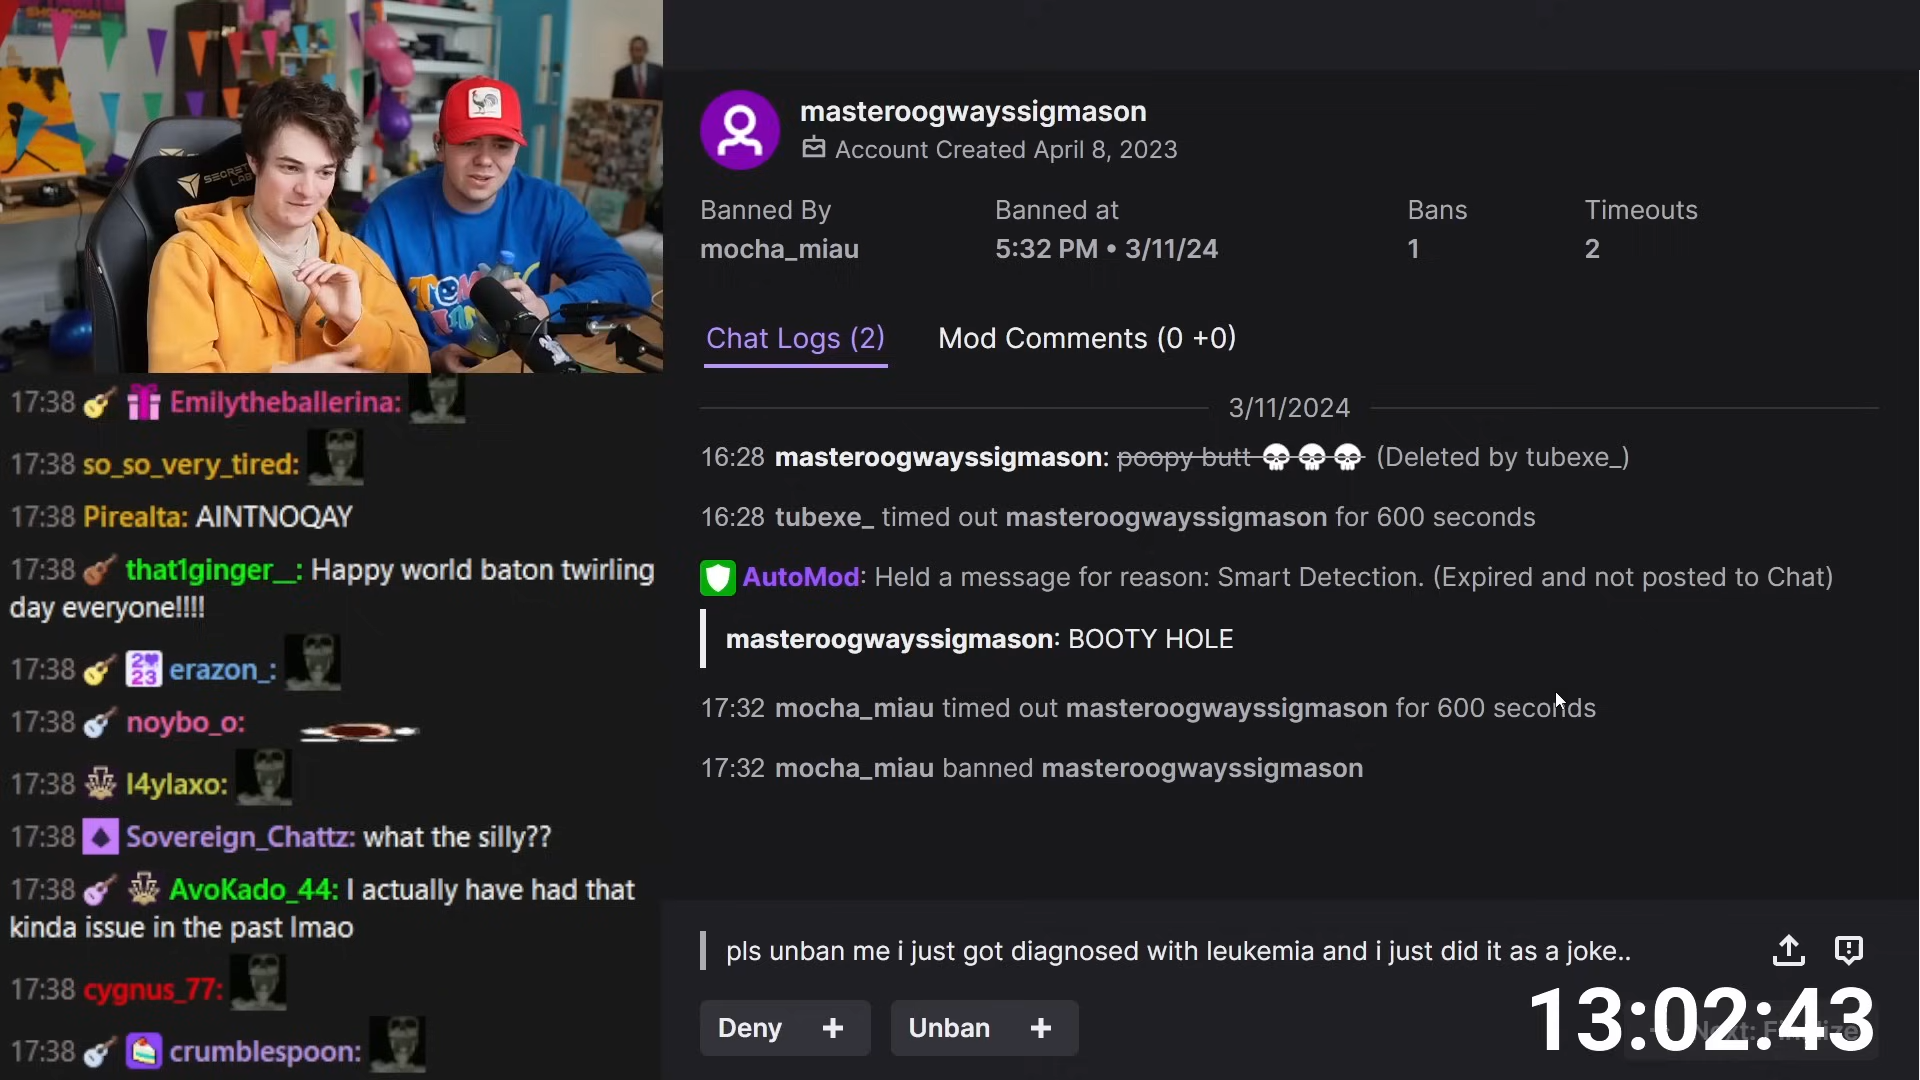 SECRET LAB
TOM
masteroogwayssigmason
Account Created April 8, 2023
Banned By
Banned at
Bans
Timeouts
mocha_miau
5:32 PM • 3/11/24
1
2
Chat Logs (2)
Mod Comments (0 +0)
3/11/2024
16:28 masteroogwayssigmason: poopy butt 💀💀💀 (Deleted by tubexe_)
16:28 tubexe_ timed out masteroogwayssigmason for 600 seconds
AutoMod: Held a message for reason: Smart Detection. (Expired and not posted to Chat)
masteroogwayssigmason: BOOTY HOLE
17:32 mocha_miau timed out masteroogwayssigmason for 600 seconds
17:32 mocha_miau banned masteroogwayssigmason
pls unban me i just got diagnosed with leukemia and i just did it as a joke..
Deny +
Unban +
13:02:43
17:38 Emilytheballerina:
17:38 so_so_very_tired:
17:38 Pirealta: AINTNOQAY
17:38 that1ginger__: Happy world baton twirling
day everyone!!!!
17:38 2 23 erazon_:
17:38 noybo_o:
17:38 l4ylaxo:
17:38 Sovereign_Chattz: what the silly??
17:38 AvoKado_44: I actually have had that
kinda issue in the past lmao
17:38 cygnus_77:
17:38 crumblespoon: